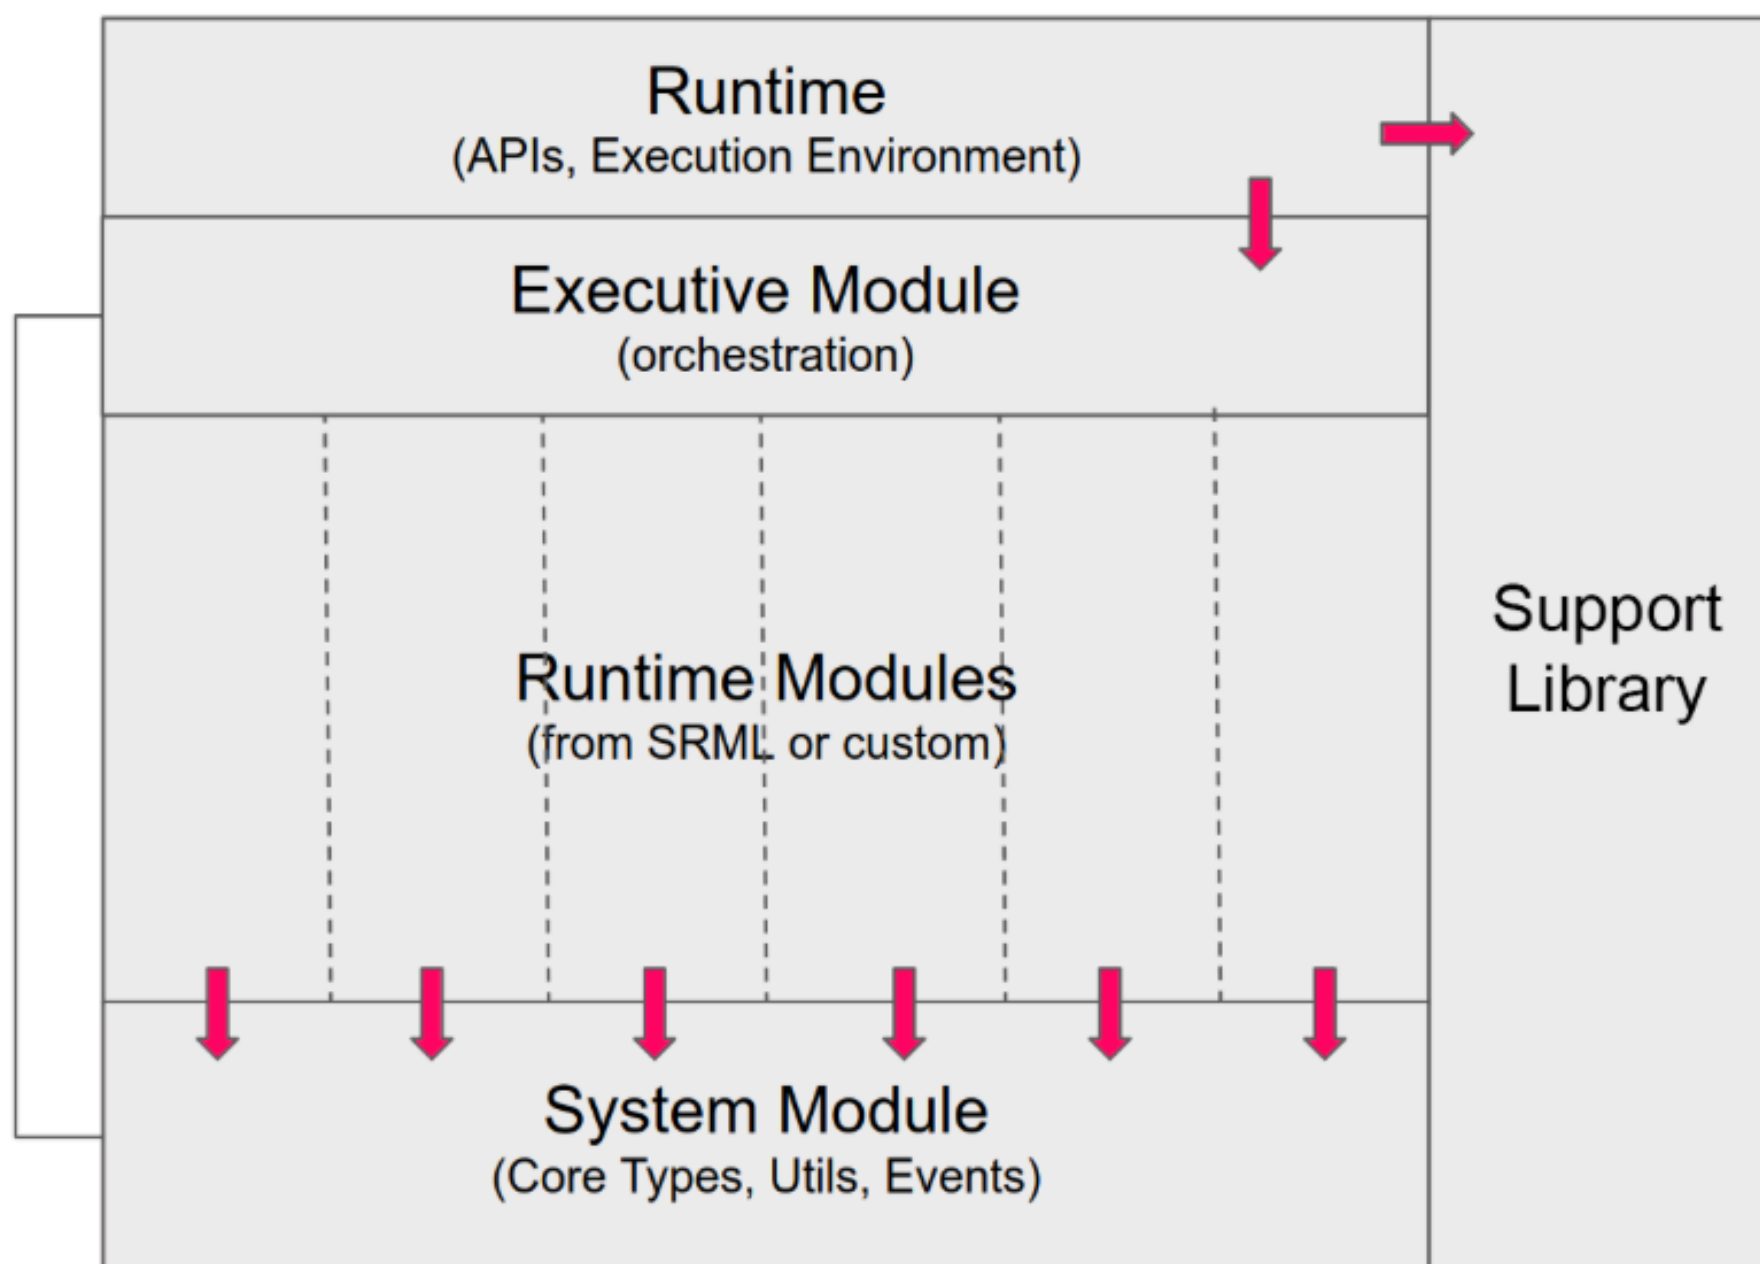 Runtime
(APIs, Execution Environment)
Executive Module
(orchestration)
Runtime Modules
(from SRML or custom)
System Module
(Core Types, Utils, Events)
Support
Library